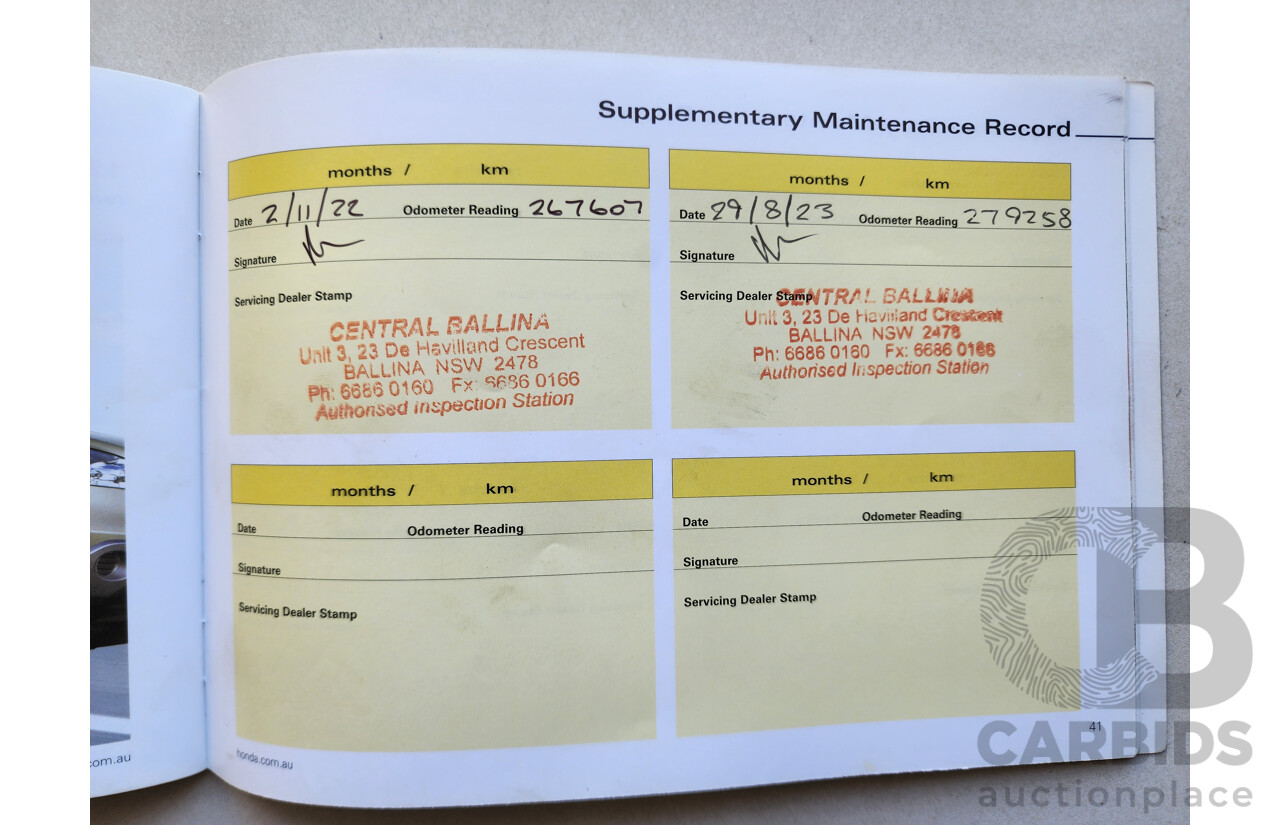 Supplementary Maintenance Record
months / km
Date 2/11/22 Odometer Reading 267607
Signature
Servicing Dealer Stamp
CENTRAL BALLINA
Unit 3, 23 De Havilland Crescent
BALLINA NSW 2478
Ph: 6686 0160 Fx: 6686 0166
Authorised Inspection Station
months / km
Date 29/8/23 Odometer Reading 279258
Signature
Servicing Dealer Stamp
CENTRAL BALLINA
Unit 3, 23 De Havilland Crescent
BALLINA NSW 2478
Ph: 6686 0160 Fx: 6686 0166
Authorised Inspection Station
months / km
Date Odometer Reading
Signature
Servicing Dealer Stamp
months / km
Date Odometer Reading
Signature
Servicing Dealer Stamp
com.au
honda.com.au
41
CB
CARBIDS
auctionplace